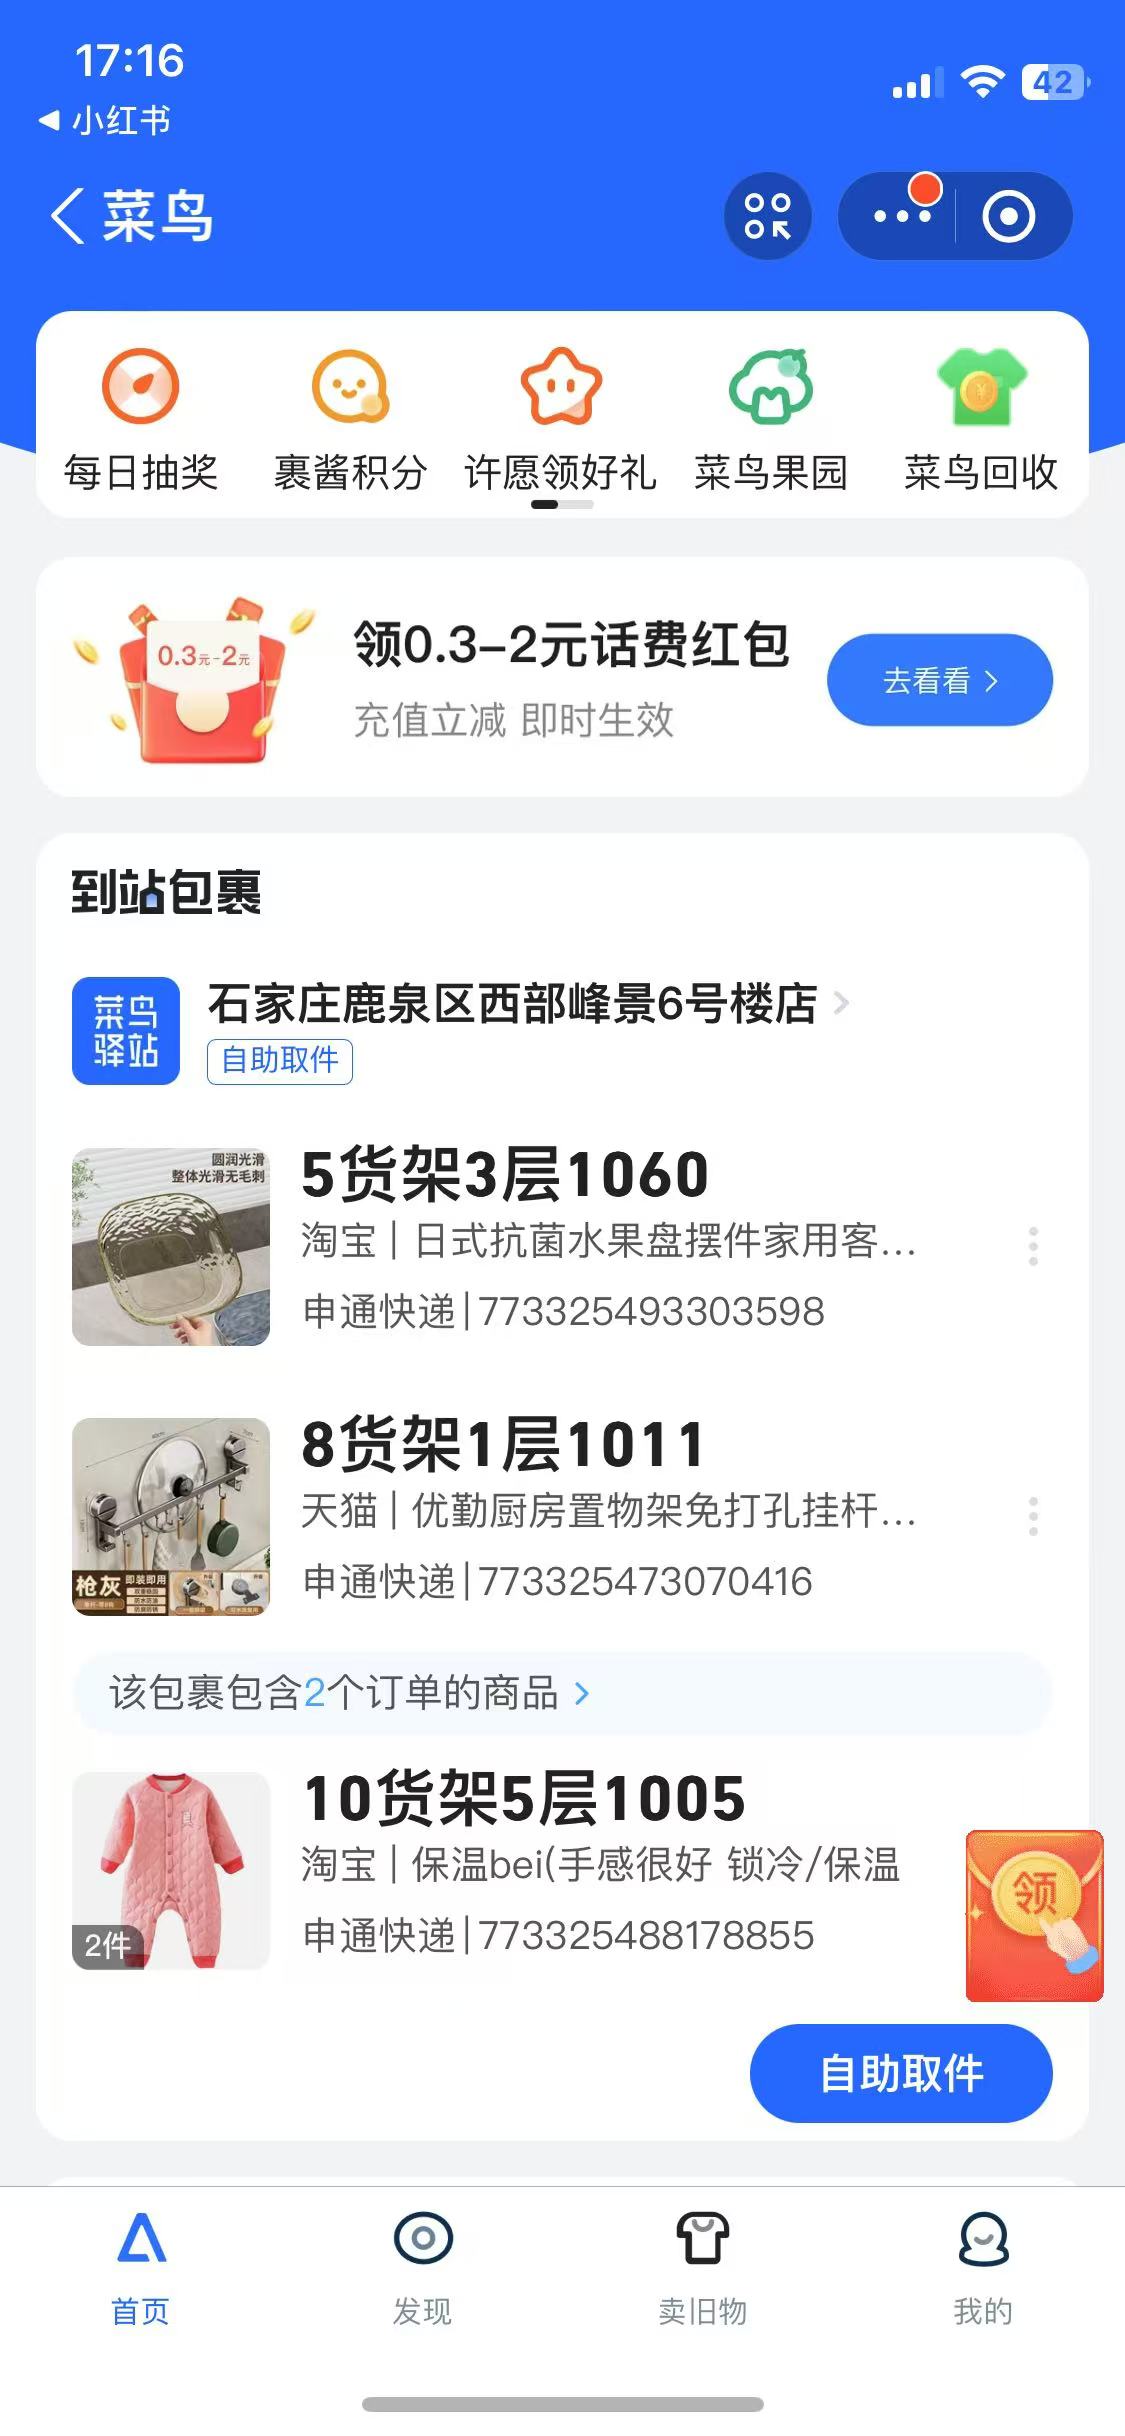 17:16
小红书
42
菜鸟
每日抽奖
裹酱积分
许愿领好礼
菜鸟果园
菜鸟回收
0.3元-2元
领0.3-2元话费红包
充值立减 即时生效
去看看
到站包裹
菜鸟
驿站
石家庄鹿泉区西部峰景6号楼店
自助取件
圆润光滑
整体光滑无毛刺
5货架3层1060
淘宝 | 日式抗菌水果盘摆件家用客...
申通快递|773325493303598
8货架1层1011
天猫 | 优勤厨房置物架免打孔挂杆...
申通快递|773325473070416
枪灰
即装即用
该包裹包含2个订单的商品
10货架5层1005
淘宝 | 保温bei(手感很好 锁冷/保温
申通快递|773325488178855
2件
领
自助取件
首页
发现
卖旧物
我的